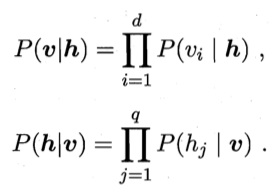 P(v|h) = ∏_{i=1}^{d} P(v_i | h) ,
P(h|v) = ∏_{j=1}^{q} P(h_j | v) .